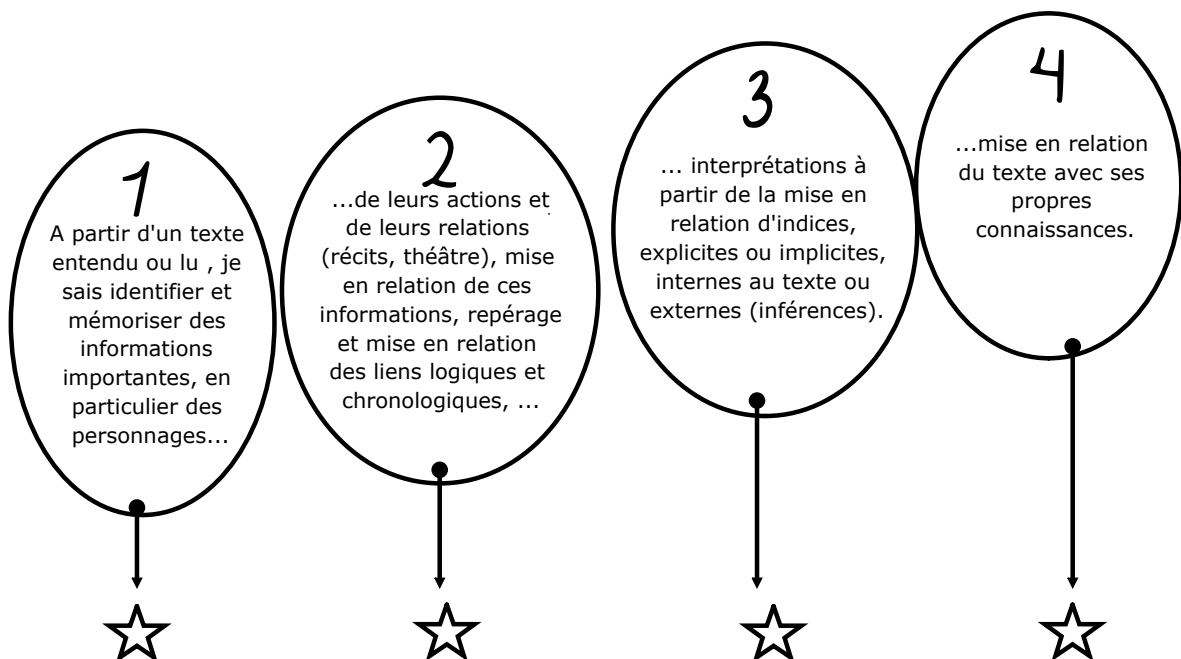 1
A partir d'un texte
entendu ou lu , je
sais identifier et
mémoriser des
informations
importantes, en
particulier des
personnages...
2
...de leurs actions et
de leurs relations
(récits, théâtre), mise
en relation de ces
informations, repérage
et mise en relation
des liens logiques et
chronologiques, ...
3
... interprétations à
partir de la mise en
relation d'indices,
explicites ou implicites,
internes au texte ou
externes (inférences).
4
...mise en relation
du texte avec ses
propres
connaissances.